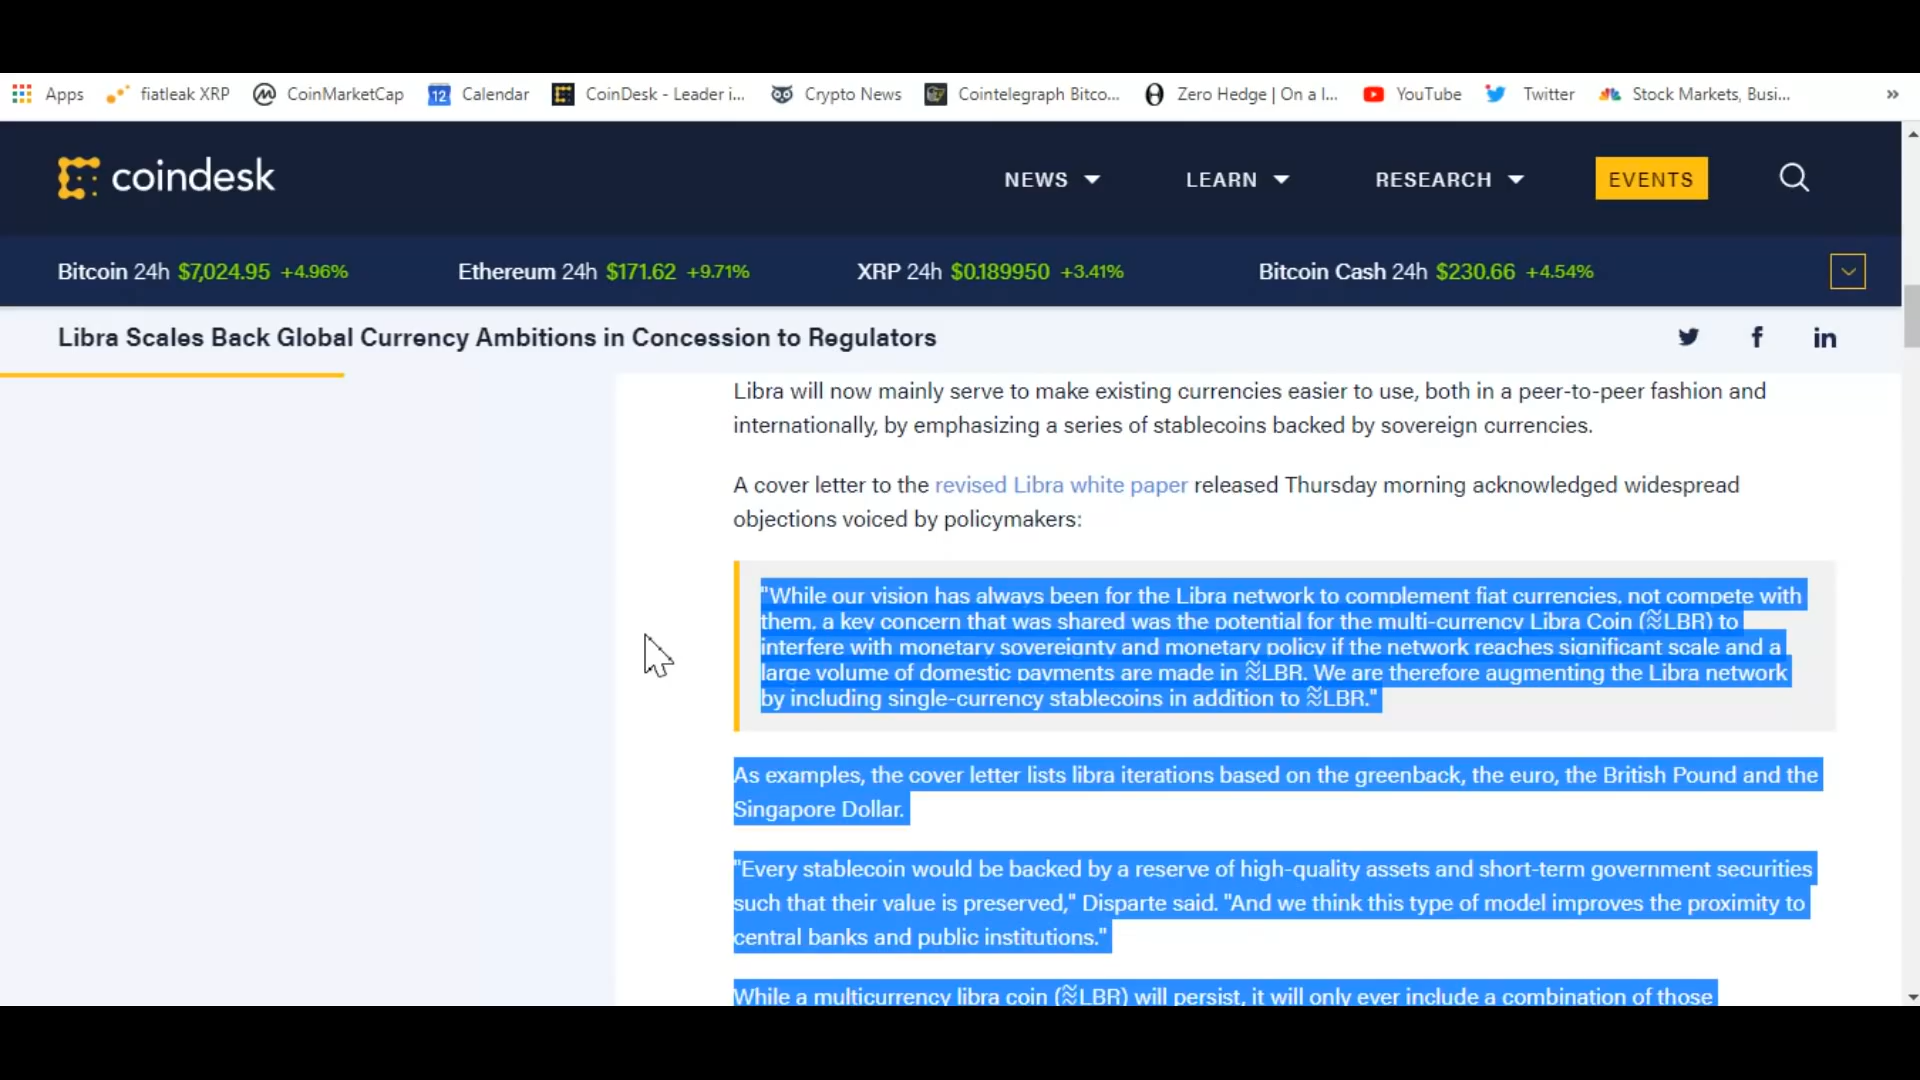 Apps fiatleak XRP CoinMarketCap 12 Calendar CoinDesk - Leader i... Crypto News Cointelegraph Bitco... Zero Hedge | On a l... YouTube Twitter Stock Markets, Busi... »
coindesk NEWS LEARN RESEARCH EVENTS
Bitcoin 24h $7,024.95 +4.96% Ethereum 24h $171.62 +9.71% XRP 24h $0.189950 +3.41% Bitcoin Cash 24h $230.66 +4.54%
Libra Scales Back Global Currency Ambitions in Concession to Regulators
Libra will now mainly serve to make existing currencies easier to use, both in a peer-to-peer fashion and
internationally, by emphasizing a series of stablecoins backed by sovereign currencies.
A cover letter to the revised Libra white paper released Thursday morning acknowledged widespread
objections voiced by policymakers:
"While our vision has always been for the Libra network to complement fiat currencies, not compete with
them, a key concern that was shared was the potential for the multi-currency Libra Coin (≋LBR) to
interfere with monetary sovereignty and monetary policy if the network reaches significant scale and a
large volume of domestic payments are made in ≋LBR. We are therefore augmenting the Libra network
by including single-currency stablecoins in addition to ≋LBR."
As examples, the cover letter lists libra iterations based on the greenback, the euro, the British Pound and the
Singapore Dollar.
"Every stablecoin would be backed by a reserve of high-quality assets and short-term government securities
such that their value is preserved," Disparte said. "And we think this type of model improves the proximity to
central banks and public institutions."
While a multicurrency libra coin (≋LBR) will persist, it will only ever include a combination of those